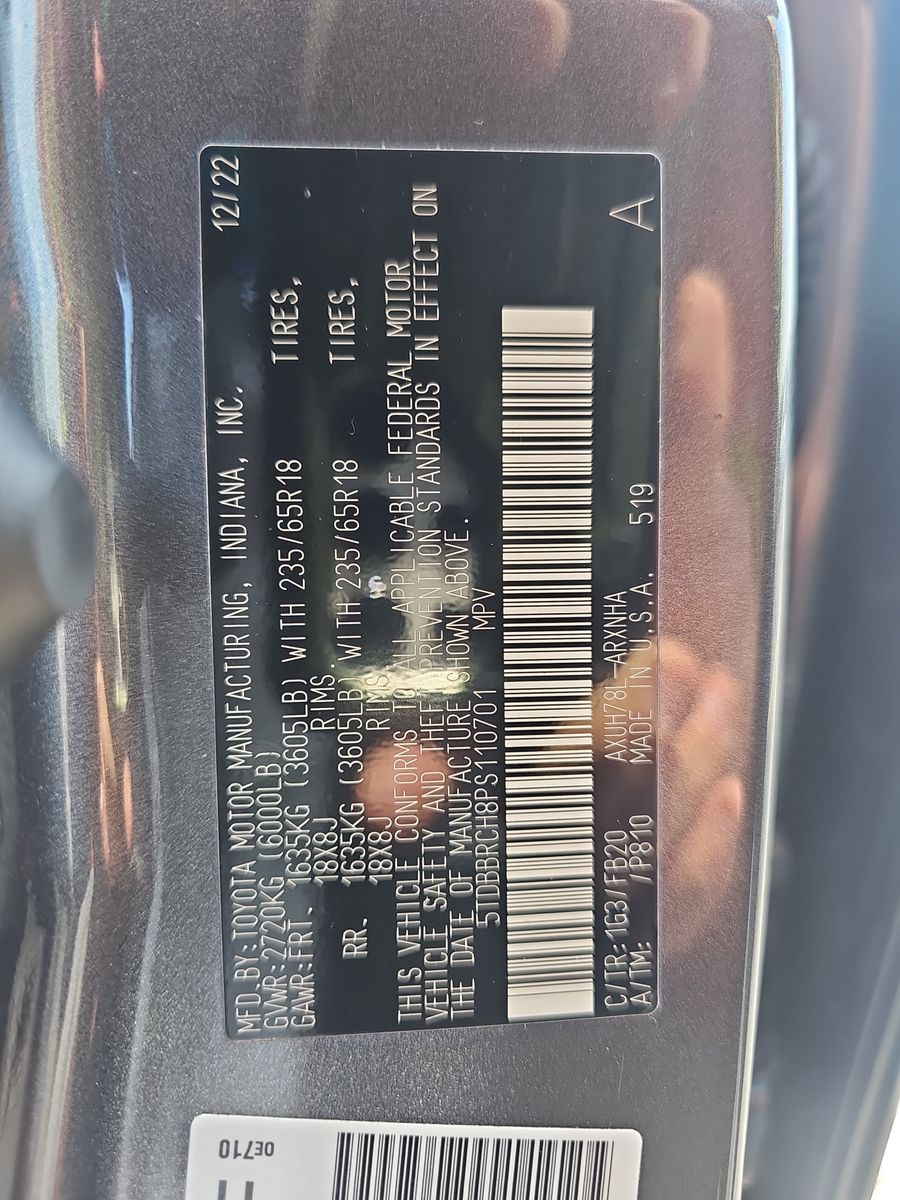 MFD.BY:TOYOTA MOTOR MANUFACTURING, INDIANA, INC. 12/22
GVWR:2720KG (6000LB)
GAWR:FRT. 1635KG (3605LB) WITH 235/65R18 TIRES,
18X8J RIMS.
RR. 1635KG (3605LB) WITH 235/65R18 TIRES,
18X8J RIMS
THIS VEHICLE CONFORMS TO ALL APPLICABLE FEDERAL MOTOR
VEHICLE SAFETY AND THEFT PREVENTION STANDARDS IN EFFECT ON
THE DATE OF MANUFACTURE SHOWN ABOVE.
5TDBBRCH8PS110701 MPV
C/TR:1G3/FB20 AXUH78L-ARXNHA
A/TM: /P810 MADE IN U.S.A. 519 A
0E710